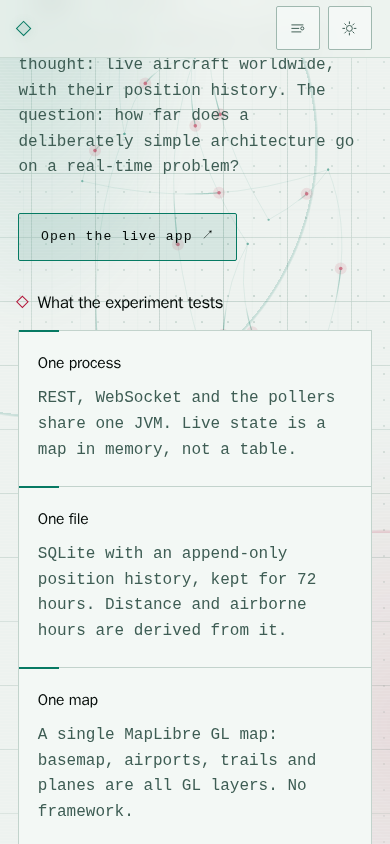 thought: live aircraft worldwide,
with their position history. The
question: how far does a
deliberately simple architecture go
on a real-time problem?
Open the live app ↗
What the experiment tests
One process
REST, WebSocket and the pollers
share one JVM. Live state is a
map in memory, not a table.
One file
SQLite with an append-only
position history, kept for 72
hours. Distance and airborne
hours are derived from it.
One map
A single MapLibre GL map:
basemap, airports, trails and
planes are all GL layers. No
framework.